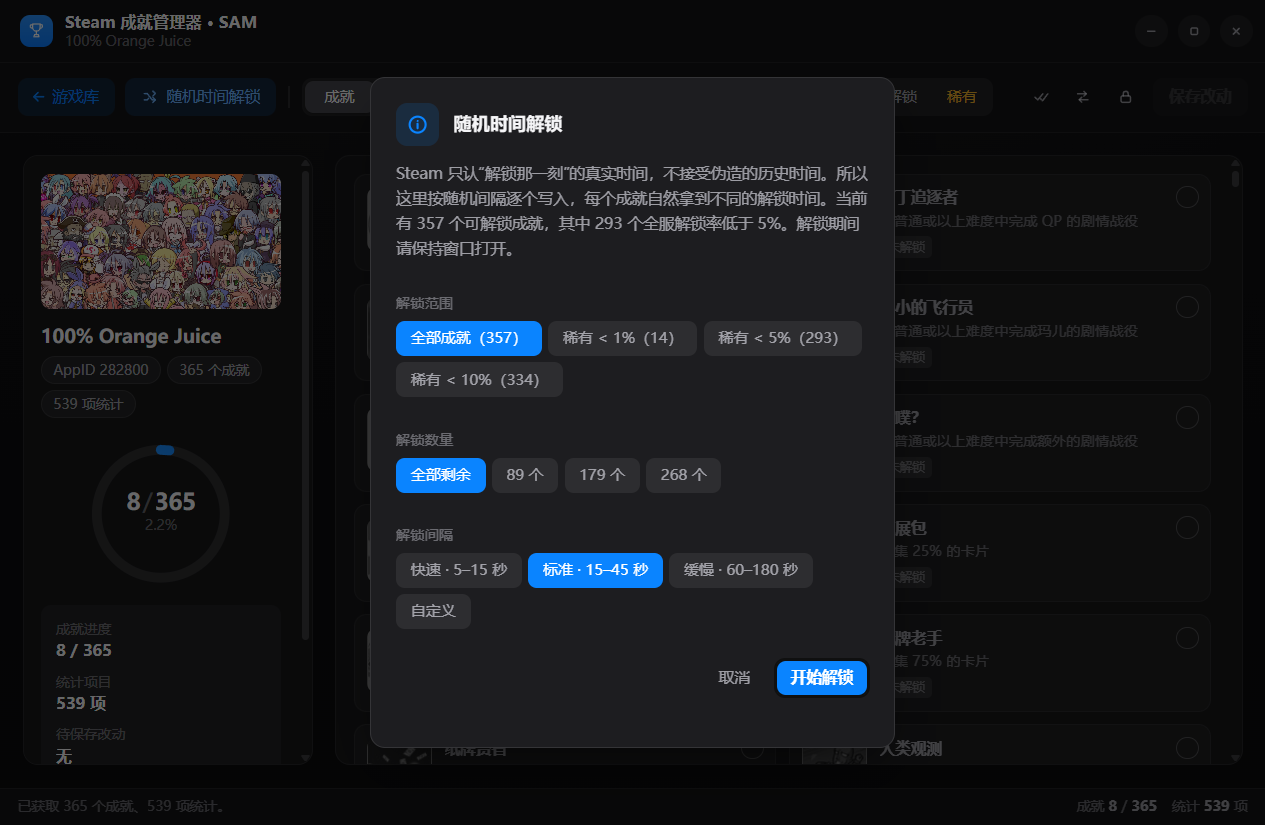 Steam 成就管理器 • SAM
100% Orange Juice
游戏库
随机时间解锁
成就
解锁
稀有
保存改动
随机时间解锁
Steam 只认“解锁那一刻”的真实时间，不接受伪造的历史时间。所以
这里按随机间隔逐个写入，每个成就自然拿到不同的解锁时间。当前
有 357 个可解锁成就，其中 293 个全服解锁率低于 5%。解锁期间
请保持窗口打开。
解锁范围
全部成就（357）
稀有 < 1%（14）
稀有 < 5%（293）
稀有 < 10%（334）
解锁数量
全部剩余
89 个
179 个
268 个
解锁间隔
快速 · 5–15 秒
标准 · 15–45 秒
缓慢 · 60–180 秒
自定义
取消
开始解锁
100% Orange Juice
AppID 282800
365 个成就
539 项统计
8/365
2.2%
成就进度
8 / 365
统计项目
539 项
待保存改动
无
丁追逐者
普通或以上难度中完成 QP 的剧情战役
未解锁
小的飞行员
普通或以上难度中完成玛儿的剧情战役
未解锁
噗?
普通或以上难度中完成额外的剧情战役
未解锁
展包
集 25% 的卡片
未解锁
牌老手
集 75% 的卡片
未解锁
人类观测
已获取 365 个成就、539 项统计。
成就 8 / 365
统计 539 项